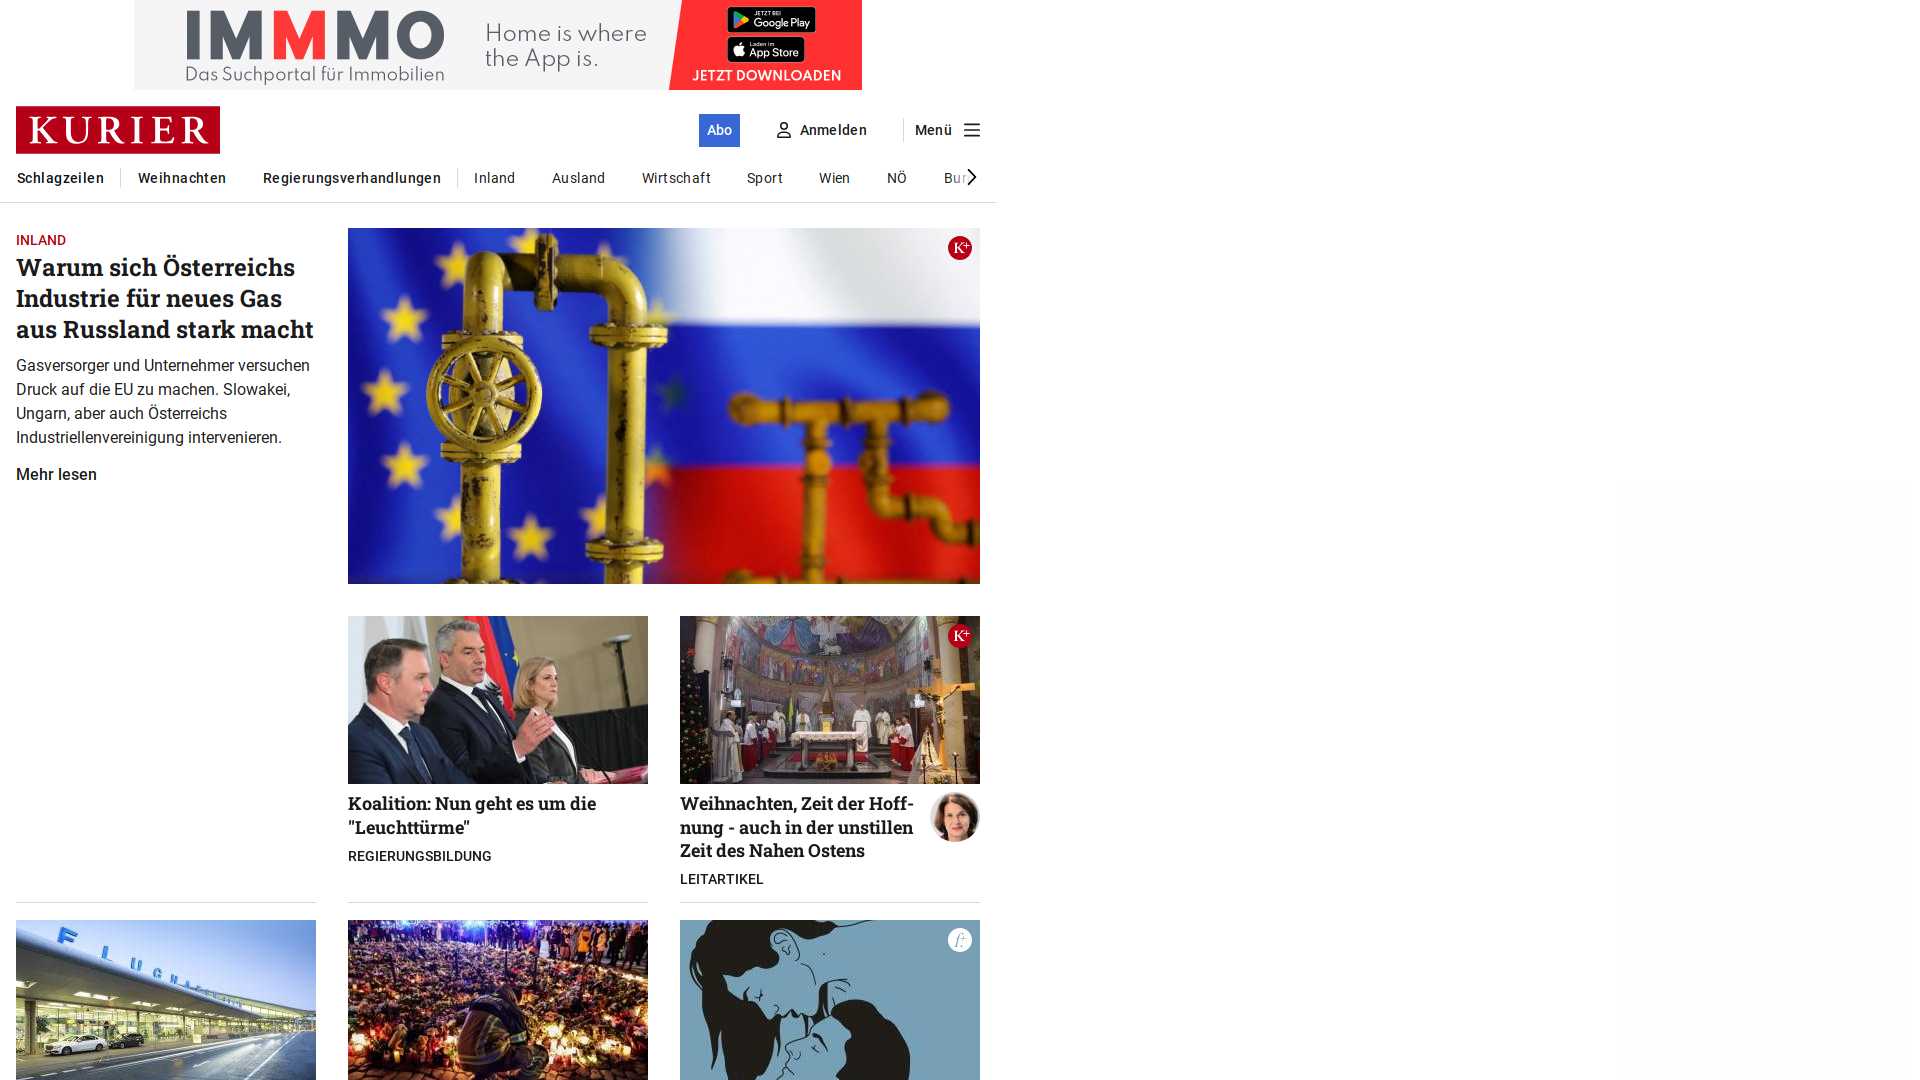 IMMMO
Das Suchportal für Immobilien
Home is where
the App is.
JETZT BEI
Google Play
Laden im
App Store
JETZT DOWNLOADEN
KURIER
Abo
Anmelden
Menü
Schlagzeilen
Weihnachten
Regierungsverhandlungen
Inland
Ausland
Wirtschaft
Sport
Wien
NÖ
Bur
INLAND
Warum sich Österreichs
Industrie für neues Gas
aus Russland stark macht
Gasversorger und Unternehmer versuchen
Druck auf die EU zu machen. Slowakei,
Ungarn, aber auch Österreichs
Industriellenvereinigung intervenieren.
Mehr lesen
K+
K+
Koalition: Nun geht es um die
"Leuchttürme"
REGIERUNGSBILDUNG
Weihnachten, Zeit der Hoff-
nung - auch in der unstillen
Zeit des Nahen Ostens
LEITARTIKEL
f+